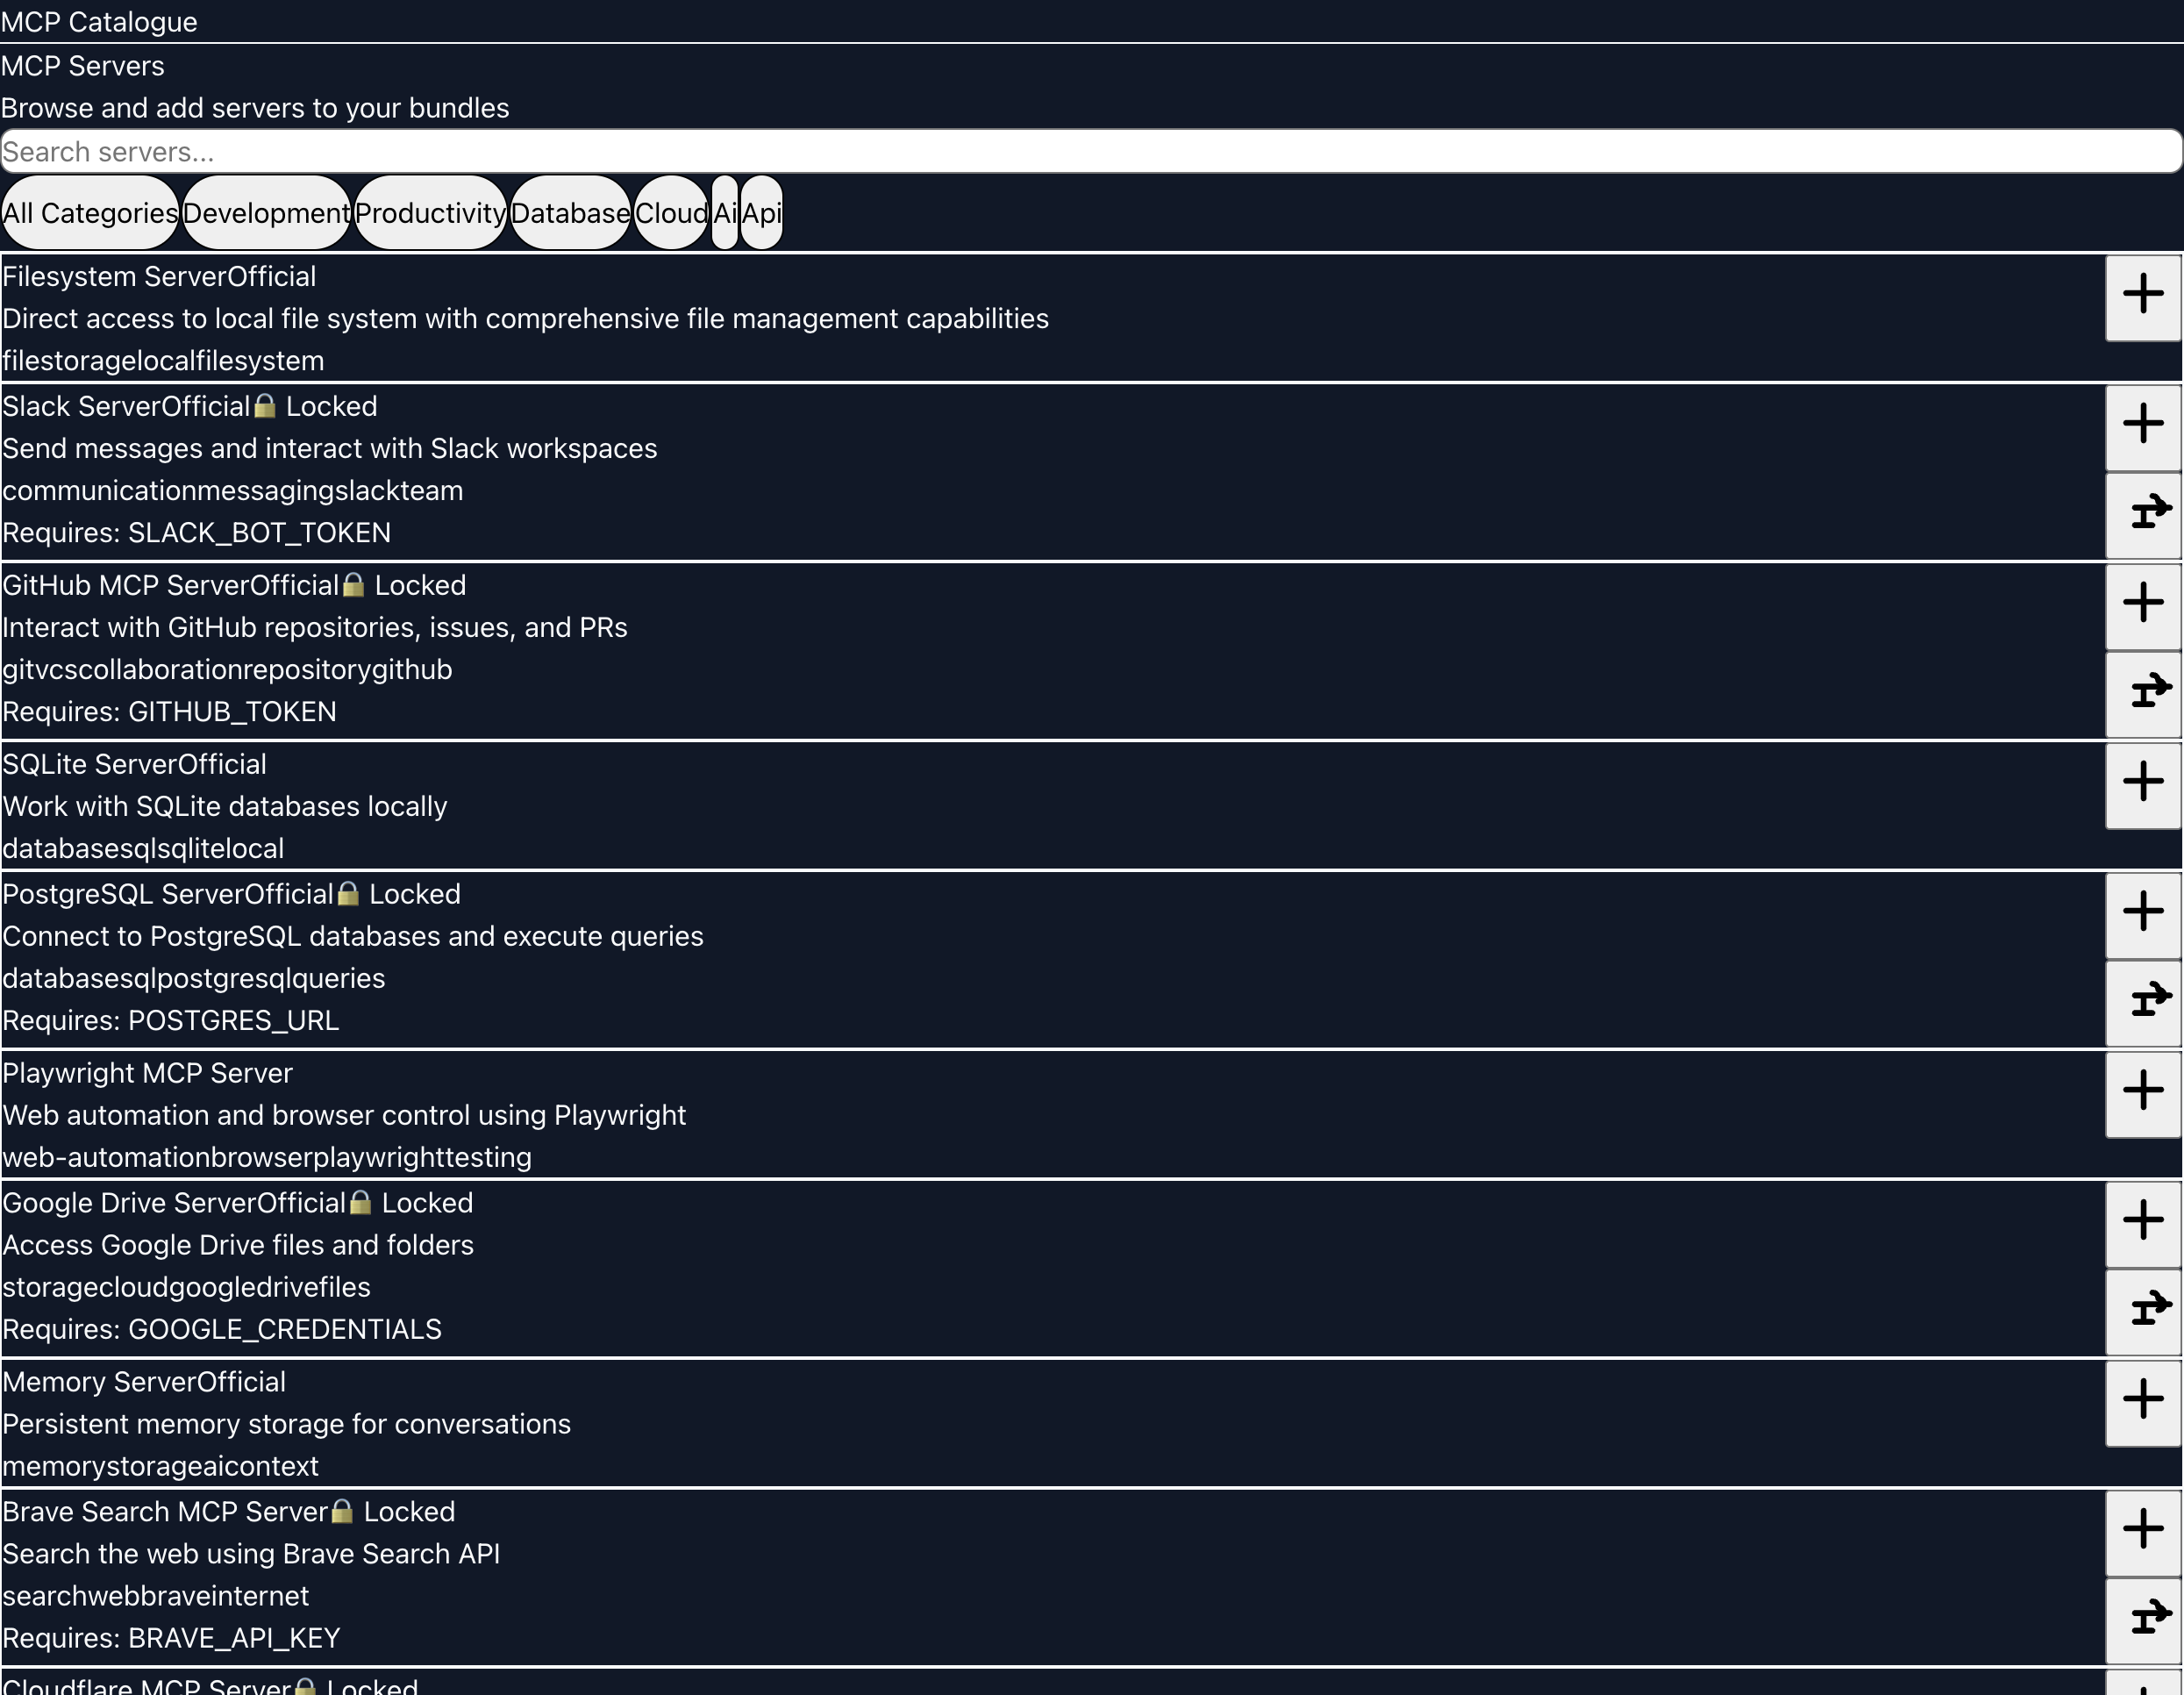 MCP Catalogue
MCP Servers
Browse and add servers to your bundles
Search servers...
All Categories Development Productivity Database Cloud Ai Api
Filesystem ServerOfficial
Direct access to local file system with comprehensive file management capabilities
filestoragelocalfilesystem
Slack ServerOfficial🔒 Locked
Send messages and interact with Slack workspaces
communicationmessagingslackteam
Requires: SLACK_BOT_TOKEN
GitHub MCP ServerOfficial🔒 Locked
Interact with GitHub repositories, issues, and PRs
gitvcscollaborationrepositorygithub
Requires: GITHUB_TOKEN
SQLite ServerOfficial
Work with SQLite databases locally
databasesqlsqlitelocal
PostgreSQL ServerOfficial🔒 Locked
Connect to PostgreSQL databases and execute queries
databasesqlpostgresqlqueries
Requires: POSTGRES_URL
Playwright MCP Server
Web automation and browser control using Playwright
web-automationbrowserplaywrighttesting
Google Drive ServerOfficial🔒 Locked
Access Google Drive files and folders
storagecloudgoogledrivefiles
Requires: GOOGLE_CREDENTIALS
Memory ServerOfficial
Persistent memory storage for conversations
memorystorageaicontext
Brave Search MCP Server🔒 Locked
Search the web using Brave Search API
searchwebbraveinternet
Requires: BRAVE_API_KEY
Cloudflare MCP Server🔒 Locked